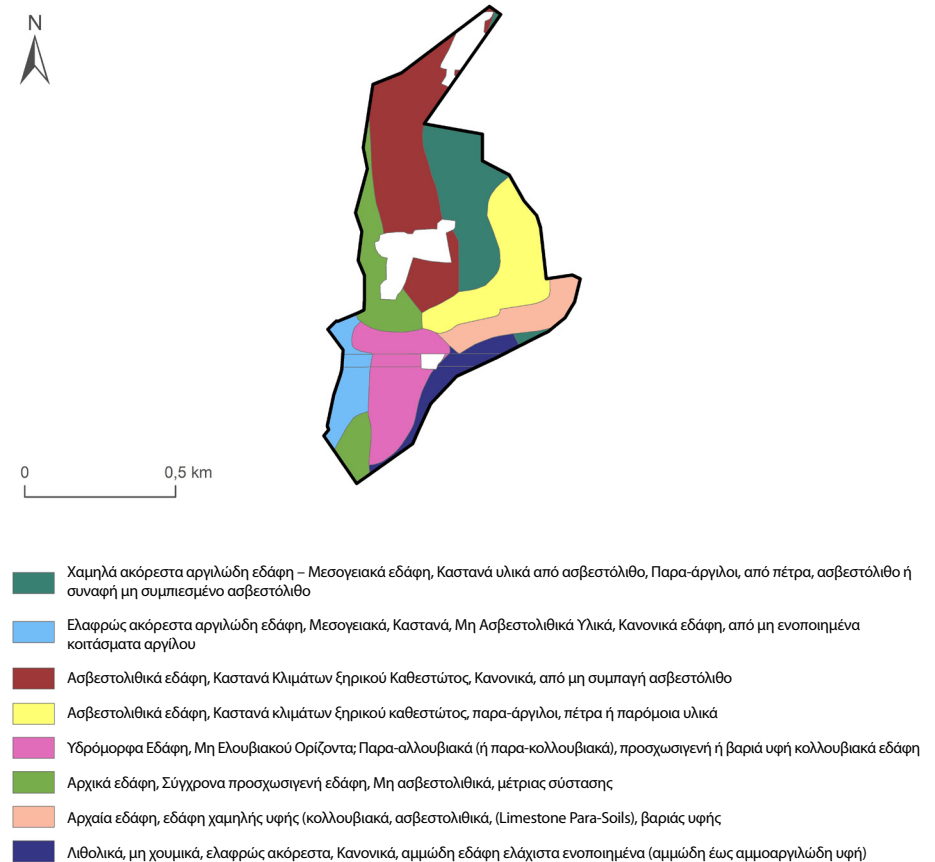 N
0 0,5 km
Χαμηλά ακόρεστα αργιλώδη εδάφη – Μεσογειακά εδάφη, Καστανά υλικά από ασβεστόλιθο, Παρα-άργιλοι, από πέτρα, ασβεστόλιθο ή
συναφή μη συμπιεσμένο ασβεστόλιθο
Ελαφρώς ακόρεστα αργιλώδη εδάφη, Μεσογειακά, Καστανά, Μη Ασβεστολιθικά Υλικά, Κανονικά εδάφη, από μη ενοποιημένα
κοιτάσματα αργίλου
Ασβεστολιθικά εδάφη, Καστανά Κλιμάτων ξηρικού Καθεστώτος, Κανονικά, από μη συμπαγή ασβεστόλιθο
Ασβεστολιθικά εδάφη, Καστανά κλιμάτων ξηρικού καθεστώτος, παρα-άργιλοι, πέτρα ή παρόμοια υλικά
Υδρόμορφα Εδάφη, Μη Ελουβιακού Ορίζοντα; Παρα-αλλουβιακά (ή παρα-κολλουβιακά), προσχωσιγενή ή βαριά υφή κολλουβιακά εδάφη
Αρχικά εδάφη, Σύγχρονα προσχωσιγενή εδάφη, Μη ασβεστολιθικά, μέτριας σύστασης
Αρχαία εδάφη, εδάφη χαμηλής υφής (κολλουβιακά, ασβεστολιθικά, (Limestone Para-Soils), βαριάς υφής
Λιθολικά, μη χουμικά, ελαφρώς ακόρεστα, Κανονικά, αμμώδη εδάφη ελάχιστα ενοποιημένα (αμμώδη έως αμμοαργιλώδη υφή)